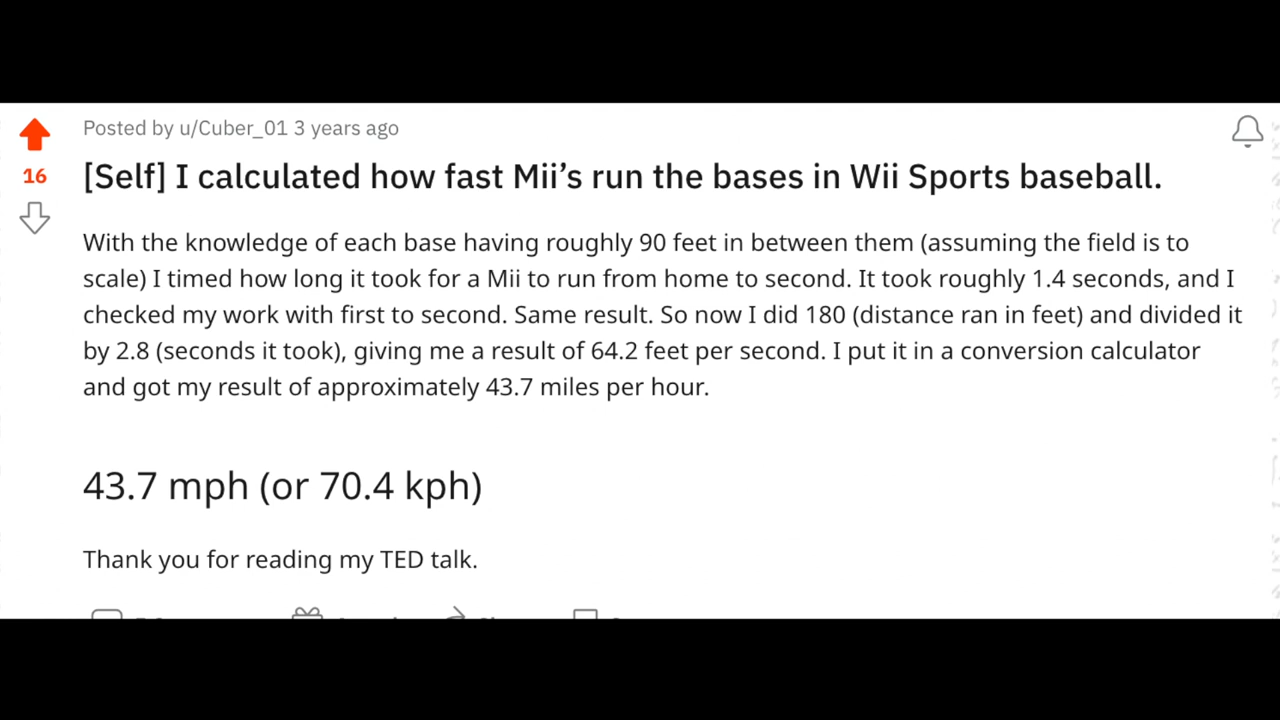 Posted by u/Cuber_01 3 years ago
16
[Self] I calculated how fast Mii’s run the bases in Wii Sports baseball.
With the knowledge of each base having roughly 90 feet in between them (assuming the field is to
scale) I timed how long it took for a Mii to run from home to second. It took roughly 1.4 seconds, and I
checked my work with first to second. Same result. So now I did 180 (distance ran in feet) and divided it
by 2.8 (seconds it took), giving me a result of 64.2 feet per second. I put it in a conversion calculator
and got my result of approximately 43.7 miles per hour.
43.7 mph (or 70.4 kph)
Thank you for reading my TED talk.